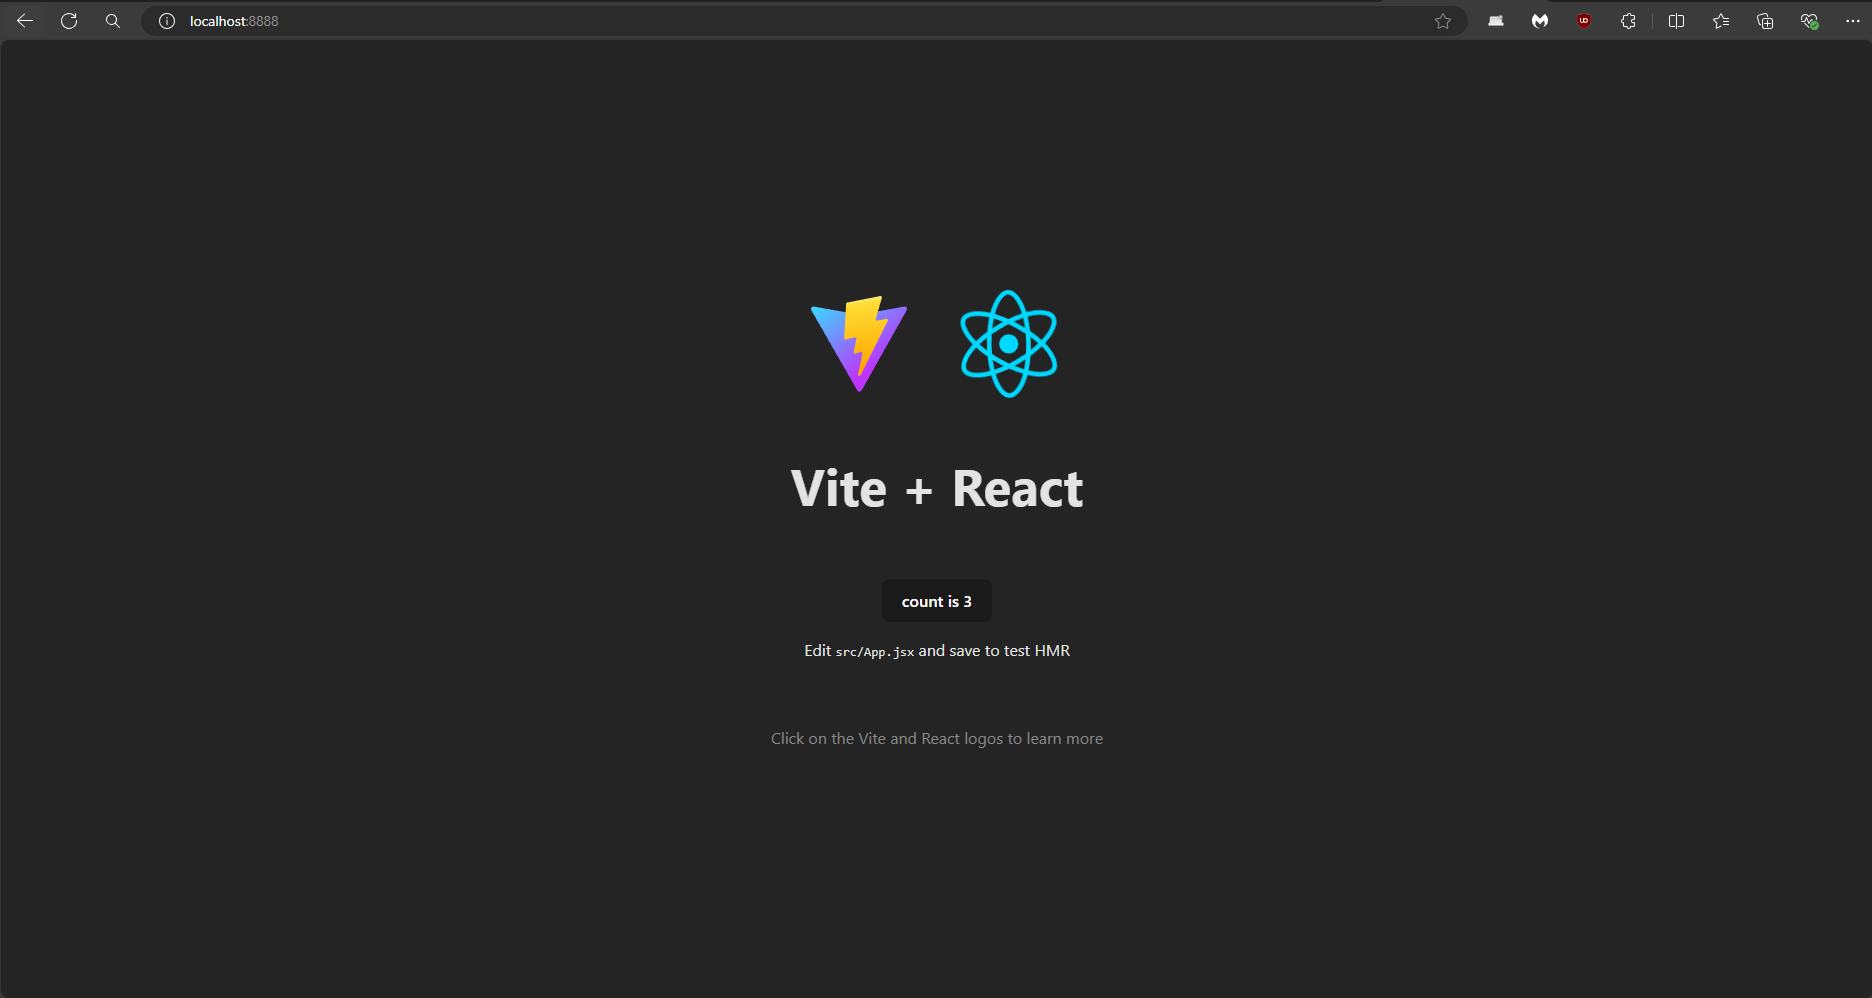 localhost:8888
Vite + React
count is 3
Edit src/App.jsx and save to test HMR
Click on the Vite and React logos to learn more